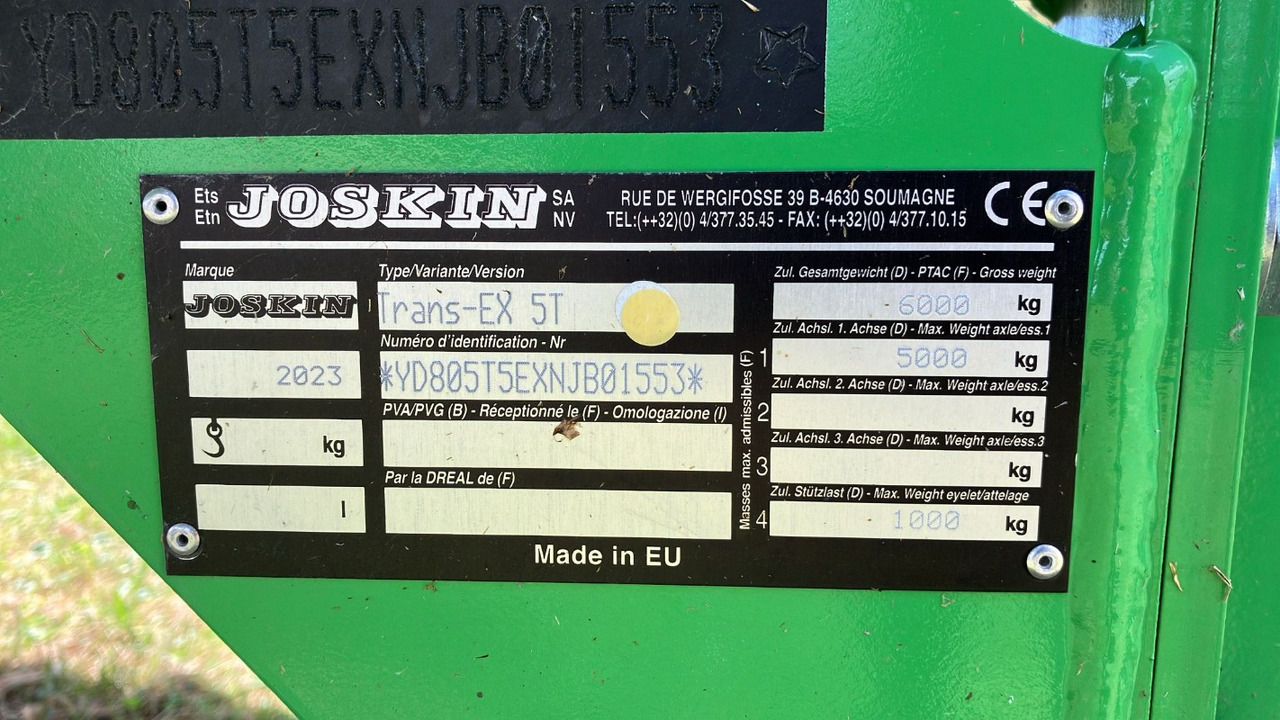 YD805T5EXNJB01553
Ets
Etn
JOSKIN
SA
NV
RUE DE WERGIFOSSE 39 B-4630 SOUMAGNE
TEL:(++32)(0) 4/377.35.45 - FAX: (++32)(0) 4/377.10.15
CE
Marque
JOSKIN
2023
kg
l
Type/Variante/Version
Trans-EX 5T
Numéro d'identification - Nr
*YD805T5EXNJB01553*
PVA/PVG (B) - Réceptionné le (F) - Omologazione (I)
Par la DREAL de (F)
Masses max. admissibles (F)
Zul. Gesamtgewicht (D) - PTAC (F) - Gross weight
6000 kg
Zul. Achsl. 1. Achse (D) - Max. Weight axle/ess.1
1 5000 kg
Zul. Achsl. 2. Achse (D) - Max. Weight axle/ess.2
2 kg
Zul. Achsl. 3. Achse (D) - Max. Weight axle/ess.3
3 kg
Zul. Stützlast (D) - Max. Weight eyelet/attelage
4 1000 kg
Made in EU